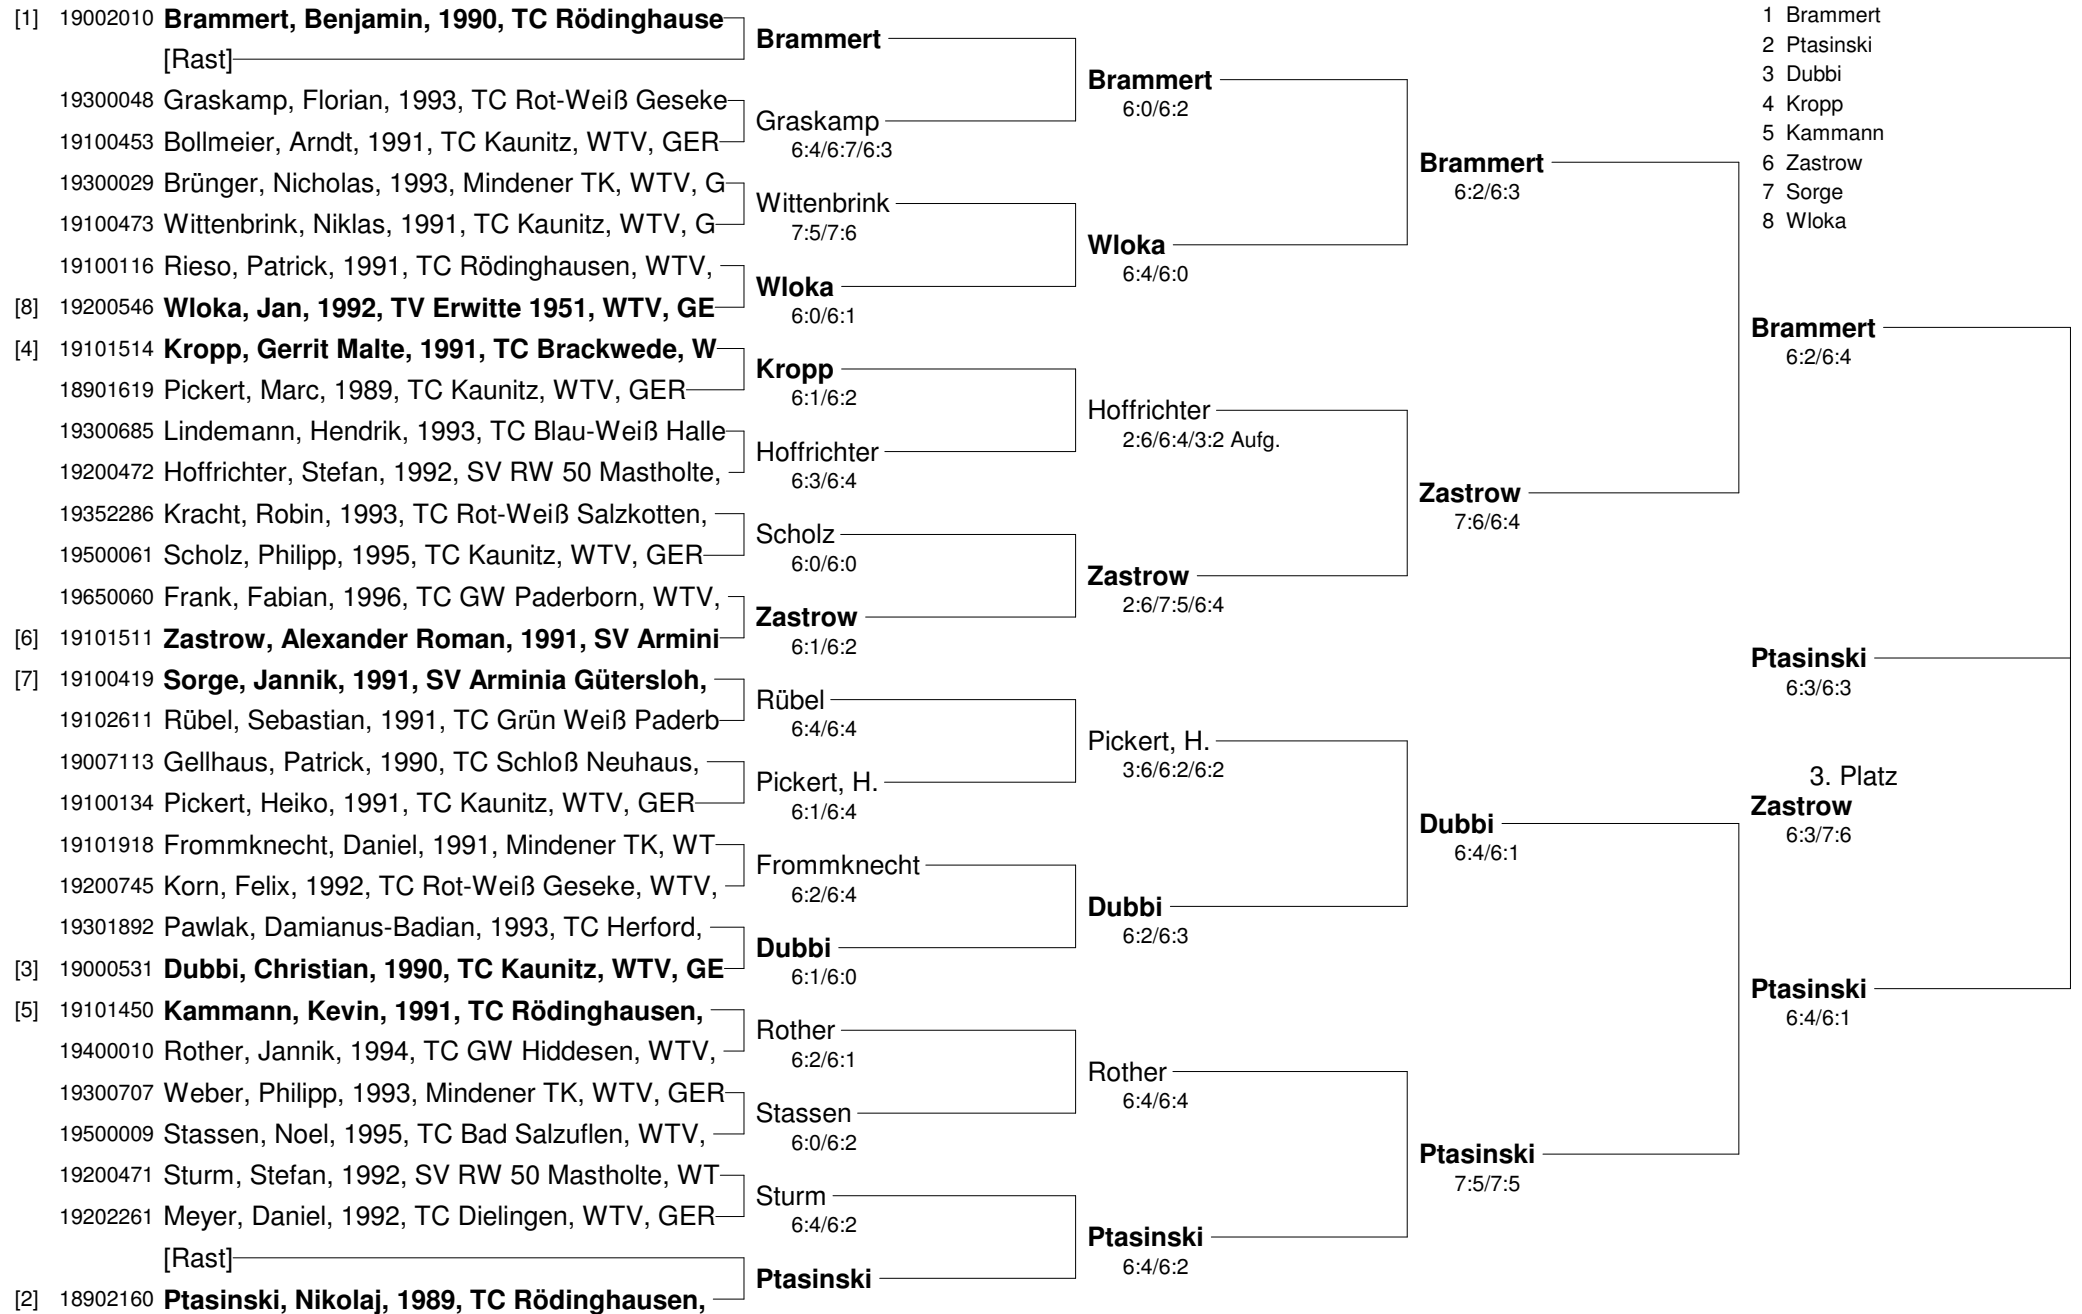 [1] 19002010 Brammert, Benjamin, 1990, TC Rödinghause
[Rast]
19300048 Graskamp, Florian, 1993, TC Rot-Weiß Geseke
19100453 Bollmeier, Arndt, 1991, TC Kaunitz, WTV, GER
19300029 Brünger, Nicholas, 1993, Mindener TK, WTV, G
19100473 Wittenbrink, Niklas, 1991, TC Kaunitz, WTV, G
19100116 Rieso, Patrick, 1991, TC Rödinghausen, WTV,
[8] 19200546 Wloka, Jan, 1992, TV Erwitte 1951, WTV, GE
[4] 19101514 Kropp, Gerrit Malte, 1991, TC Brackwede, W
18901619 Pickert, Marc, 1989, TC Kaunitz, WTV, GER
19300685 Lindemann, Hendrik, 1993, TC Blau-Weiß Halle
19200472 Hoffrichter, Stefan, 1992, SV RW 50 Mastholte,
19352286 Kracht, Robin, 1993, TC Rot-Weiß Salzkotten,
19500061 Scholz, Philipp, 1995, TC Kaunitz, WTV, GER
19650060 Frank, Fabian, 1996, TC GW Paderborn, WTV,
[6] 19101511 Zastrow, Alexander Roman, 1991, SV Armini
[7] 19100419 Sorge, Jannik, 1991, SV Arminia Gütersloh,
19102611 Rübel, Sebastian, 1991, TC Grün Weiß Paderb
19007113 Gellhaus, Patrick, 1990, TC Schloß Neuhaus,
19100134 Pickert, Heiko, 1991, TC Kaunitz, WTV, GER
19101918 Frommknecht, Daniel, 1991, Mindener TK, WT
19200745 Korn, Felix, 1992, TC Rot-Weiß Geseke, WTV,
19301892 Pawlak, Damianus-Badian, 1993, TC Herford,
[3] 19000531 Dubbi, Christian, 1990, TC Kaunitz, WTV, GE
[5] 19101450 Kammann, Kevin, 1991, TC Rödinghausen,
19400010 Rother, Jannik, 1994, TC GW Hiddesen, WTV,
19300707 Weber, Philipp, 1993, Mindener TK, WTV, GER
19500009 Stassen, Noel, 1995, TC Bad Salzuflen, WTV,
19200471 Sturm, Stefan, 1992, SV RW 50 Mastholte, WT
19202261 Meyer, Daniel, 1992, TC Dielingen, WTV, GER
[Rast]
[2] 18902160 Ptasinski, Nikolaj, 1989, TC Rödinghausen,
Brammert
Graskamp
6:4/6:7/6:3
Wittenbrink
7:5/7:6
Wloka
6:0/6:1
Kropp
6:1/6:2
Hoffrichter
6:3/6:4
Scholz
6:0/6:0
Zastrow
6:1/6:2
Rübel
6:4/6:4
Pickert, H.
6:1/6:4
Frommknecht
6:2/6:4
Dubbi
6:1/6:0
Rother
6:2/6:1
Stassen
6:0/6:2
Sturm
6:4/6:2
Ptasinski
Brammert
6:0/6:2
Wloka
6:4/6:0
Hoffrichter
2:6/6:4/3:2 Aufg.
Zastrow
2:6/7:5/6:4
Pickert, H.
3:6/6:2/6:2
Dubbi
6:2/6:3
Rother
6:4/6:4
Ptasinski
6:4/6:2
Brammert
6:2/6:3
Zastrow
7:6/6:4
Dubbi
6:4/6:1
Ptasinski
7:5/7:5
1 Brammert
2 Ptasinski
3 Dubbi
4 Kropp
5 Kammann
6 Zastrow
7 Sorge
8 Wloka
Brammert
6:2/6:4
Ptasinski
6:3/6:3
3. Platz
Zastrow
6:3/7:6
Ptasinski
6:4/6:1